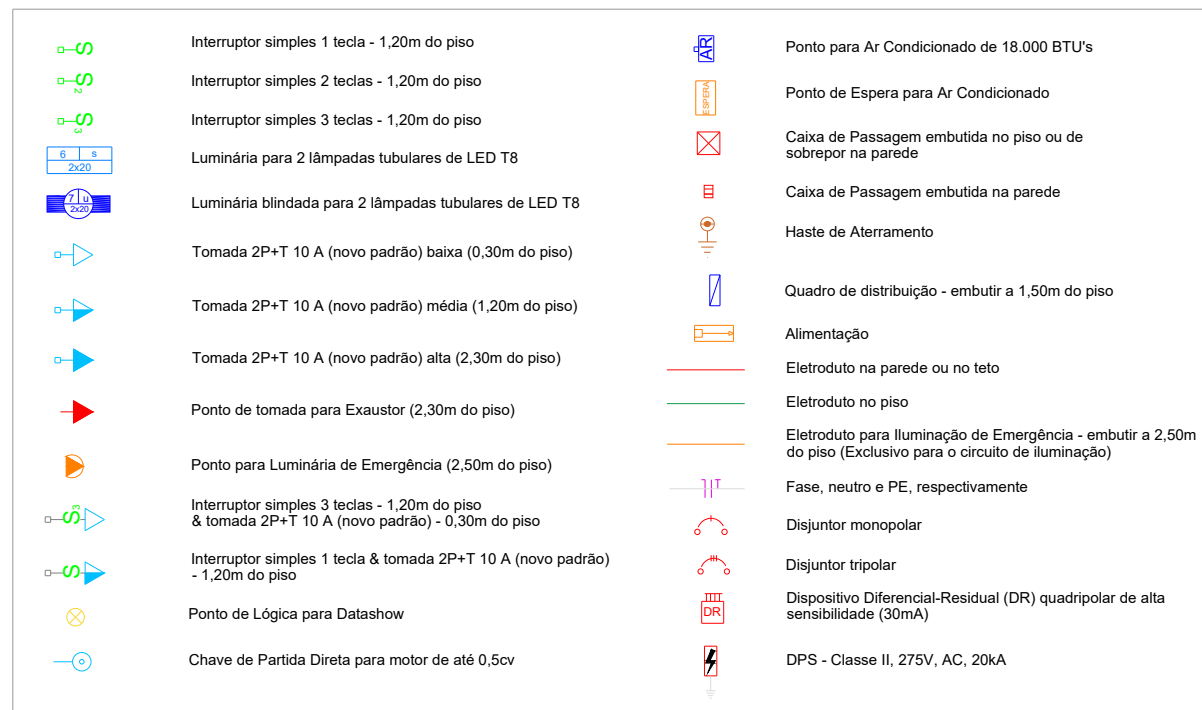 S
Interruptor simples 1 tecla - 1,20m do piso
S
2
Interruptor simples 2 teclas - 1,20m do piso
S
3
Interruptor simples 3 teclas - 1,20m do piso
6 s
2x20
Luminária para 2 lâmpadas tubulares de LED T8
7 u
2x20
Luminária blindada para 2 lâmpadas tubulares de LED T8
Tomada 2P+T 10 A (novo padrão) baixa (0,30m do piso)
Tomada 2P+T 10 A (novo padrão) média (1,20m do piso)
Tomada 2P+T 10 A (novo padrão) alta (2,30m do piso)
Ponto de tomada para Exaustor (2,30m do piso)
Ponto para Luminária de Emergência (2,50m do piso)
S
3
Interruptor simples 3 teclas - 1,20m do piso
& tomada 2P+T 10 A (novo padrão) - 0,30m do piso
S
Interruptor simples 1 tecla & tomada 2P+T 10 A (novo padrão)
- 1,20m do piso
Ponto de Lógica para Datashow
Chave de Partida Direta para motor de até 0,5cv
AR
Ponto para Ar Condicionado de 18.000 BTU's
ESPERA
Ponto de Espera para Ar Condicionado
Caixa de Passagem embutida no piso ou de
sobrepor na parede
Caixa de Passagem embutida na parede
Haste de Aterramento
Quadro de distribuição - embutir a 1,50m do piso
Alimentação
Eletroduto na parede ou no teto
Eletroduto no piso
Eletroduto para Iluminação de Emergência - embutir a 2,50m
do piso (Exclusivo para o circuito de iluminação)
Fase, neutro e PE, respectivamente
Disjuntor monopolar
Disjuntor tripolar
DR
Dispositivo Diferencial-Residual (DR) quadripolar de alta
sensibilidade (30mA)
DPS - Classe II, 275V, AC, 20kA